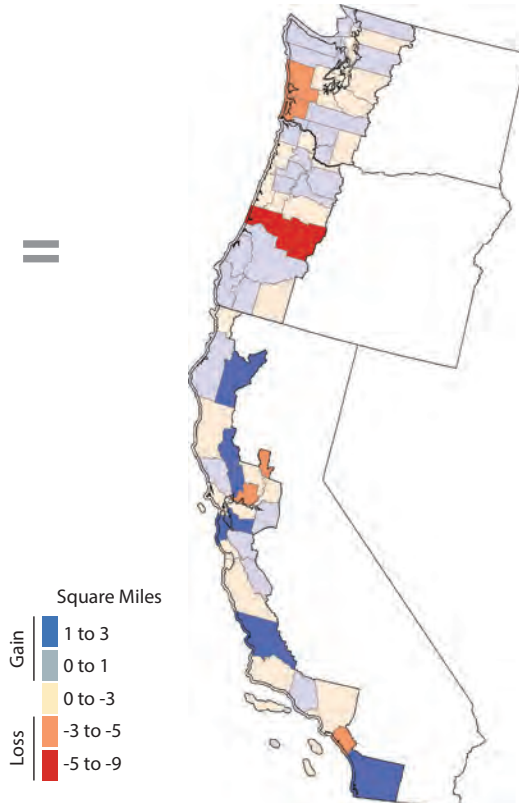 =
Square Miles
Gain
1 to 3
0 to 1
0 to -3
Loss
-3 to -5
-5 to -9